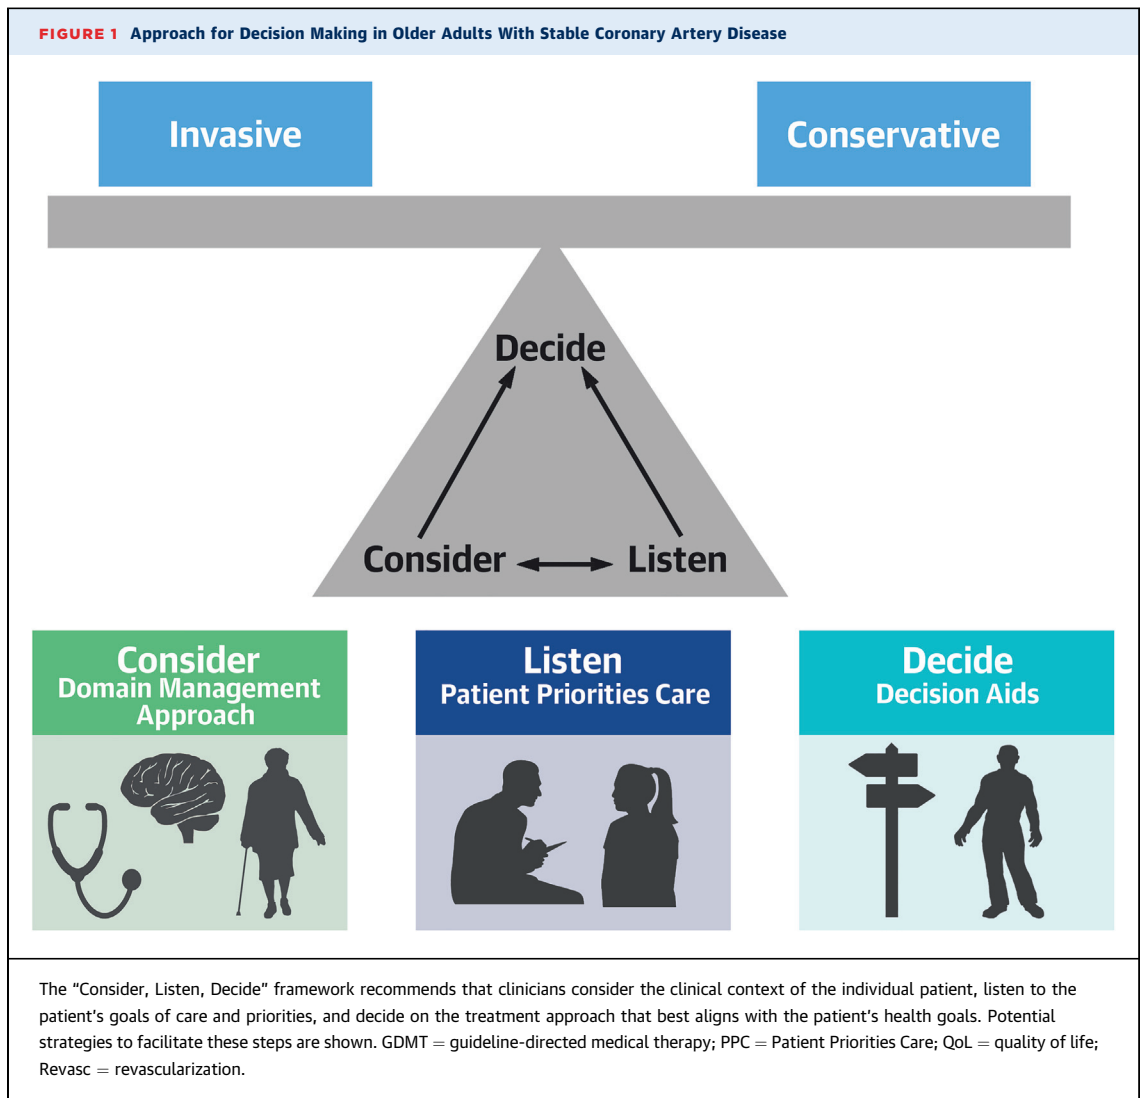 FIGURE 1 Approach for Decision Making in Older Adults With Stable Coronary Artery Disease
Invasive
Conservative
Decide
Consider
Listen
Consider
Domain Management
Approach
Listen
Patient Priorities Care
Decide
Decision Aids
The “Consider, Listen, Decide” framework recommends that clinicians consider the clinical context of the individual patient, listen to the
patient’s goals of care and priorities, and decide on the treatment approach that best aligns with the patient’s health goals. Potential
strategies to facilitate these steps are shown. GDMT = guideline-directed medical therapy; PPC = Patient Priorities Care; QoL = quality of life;
Revasc = revascularization.